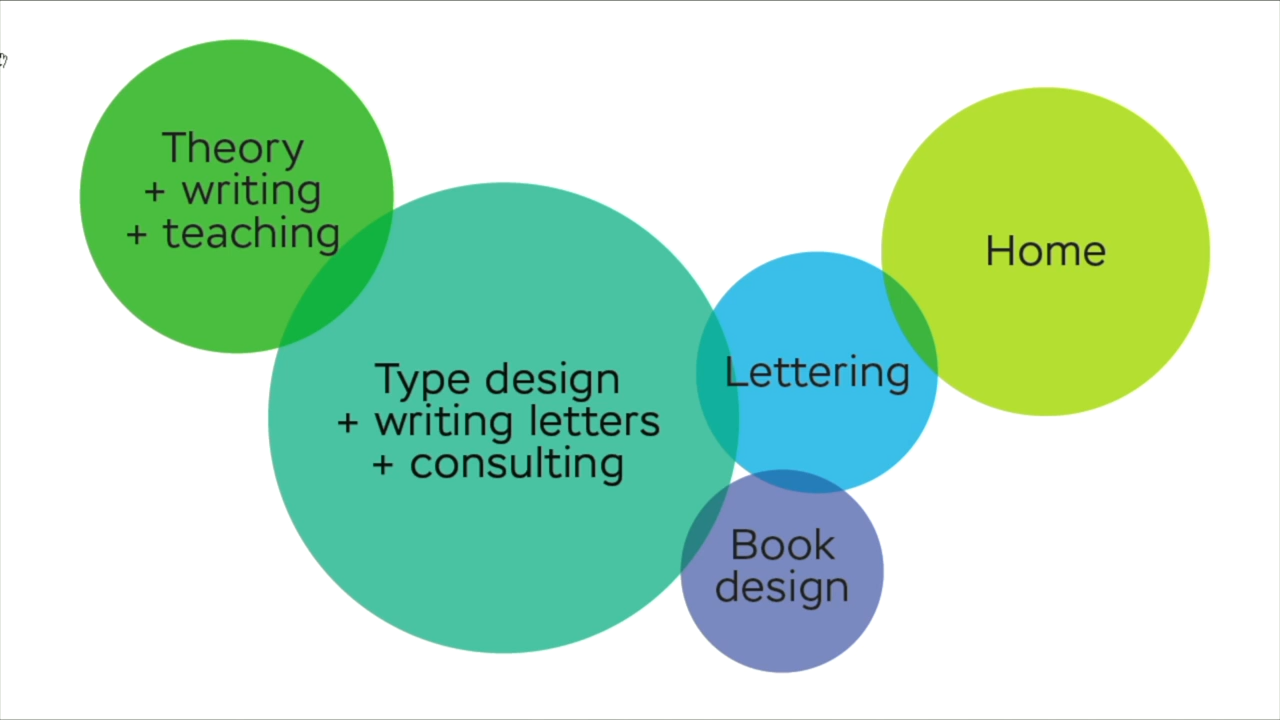 Theory
+ writing
+ teaching
Type design
+ writing letters
+ consulting
Lettering
Home
Book
design